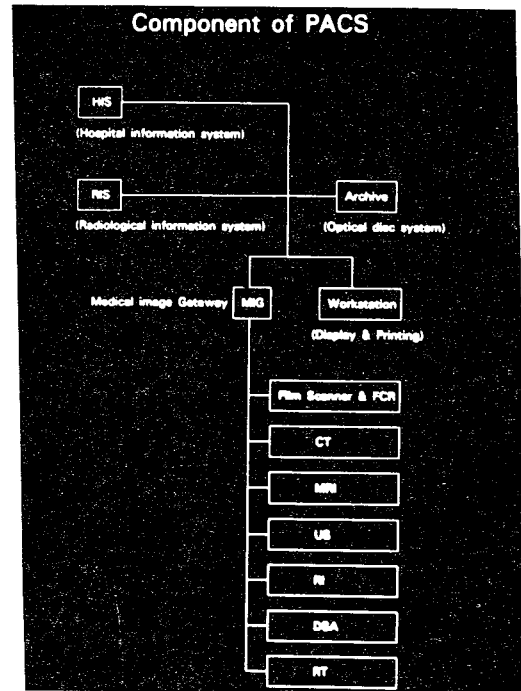 Component of PACS
HIS
(Hospital information system)
RIS
Archive
(Radiological information system)
(Optical disc system)
Medical image Gateway MIG
Workstation
(Display & Printing)
Film Scanner & FCR
CT
MRI
US
RI
DSA
RT